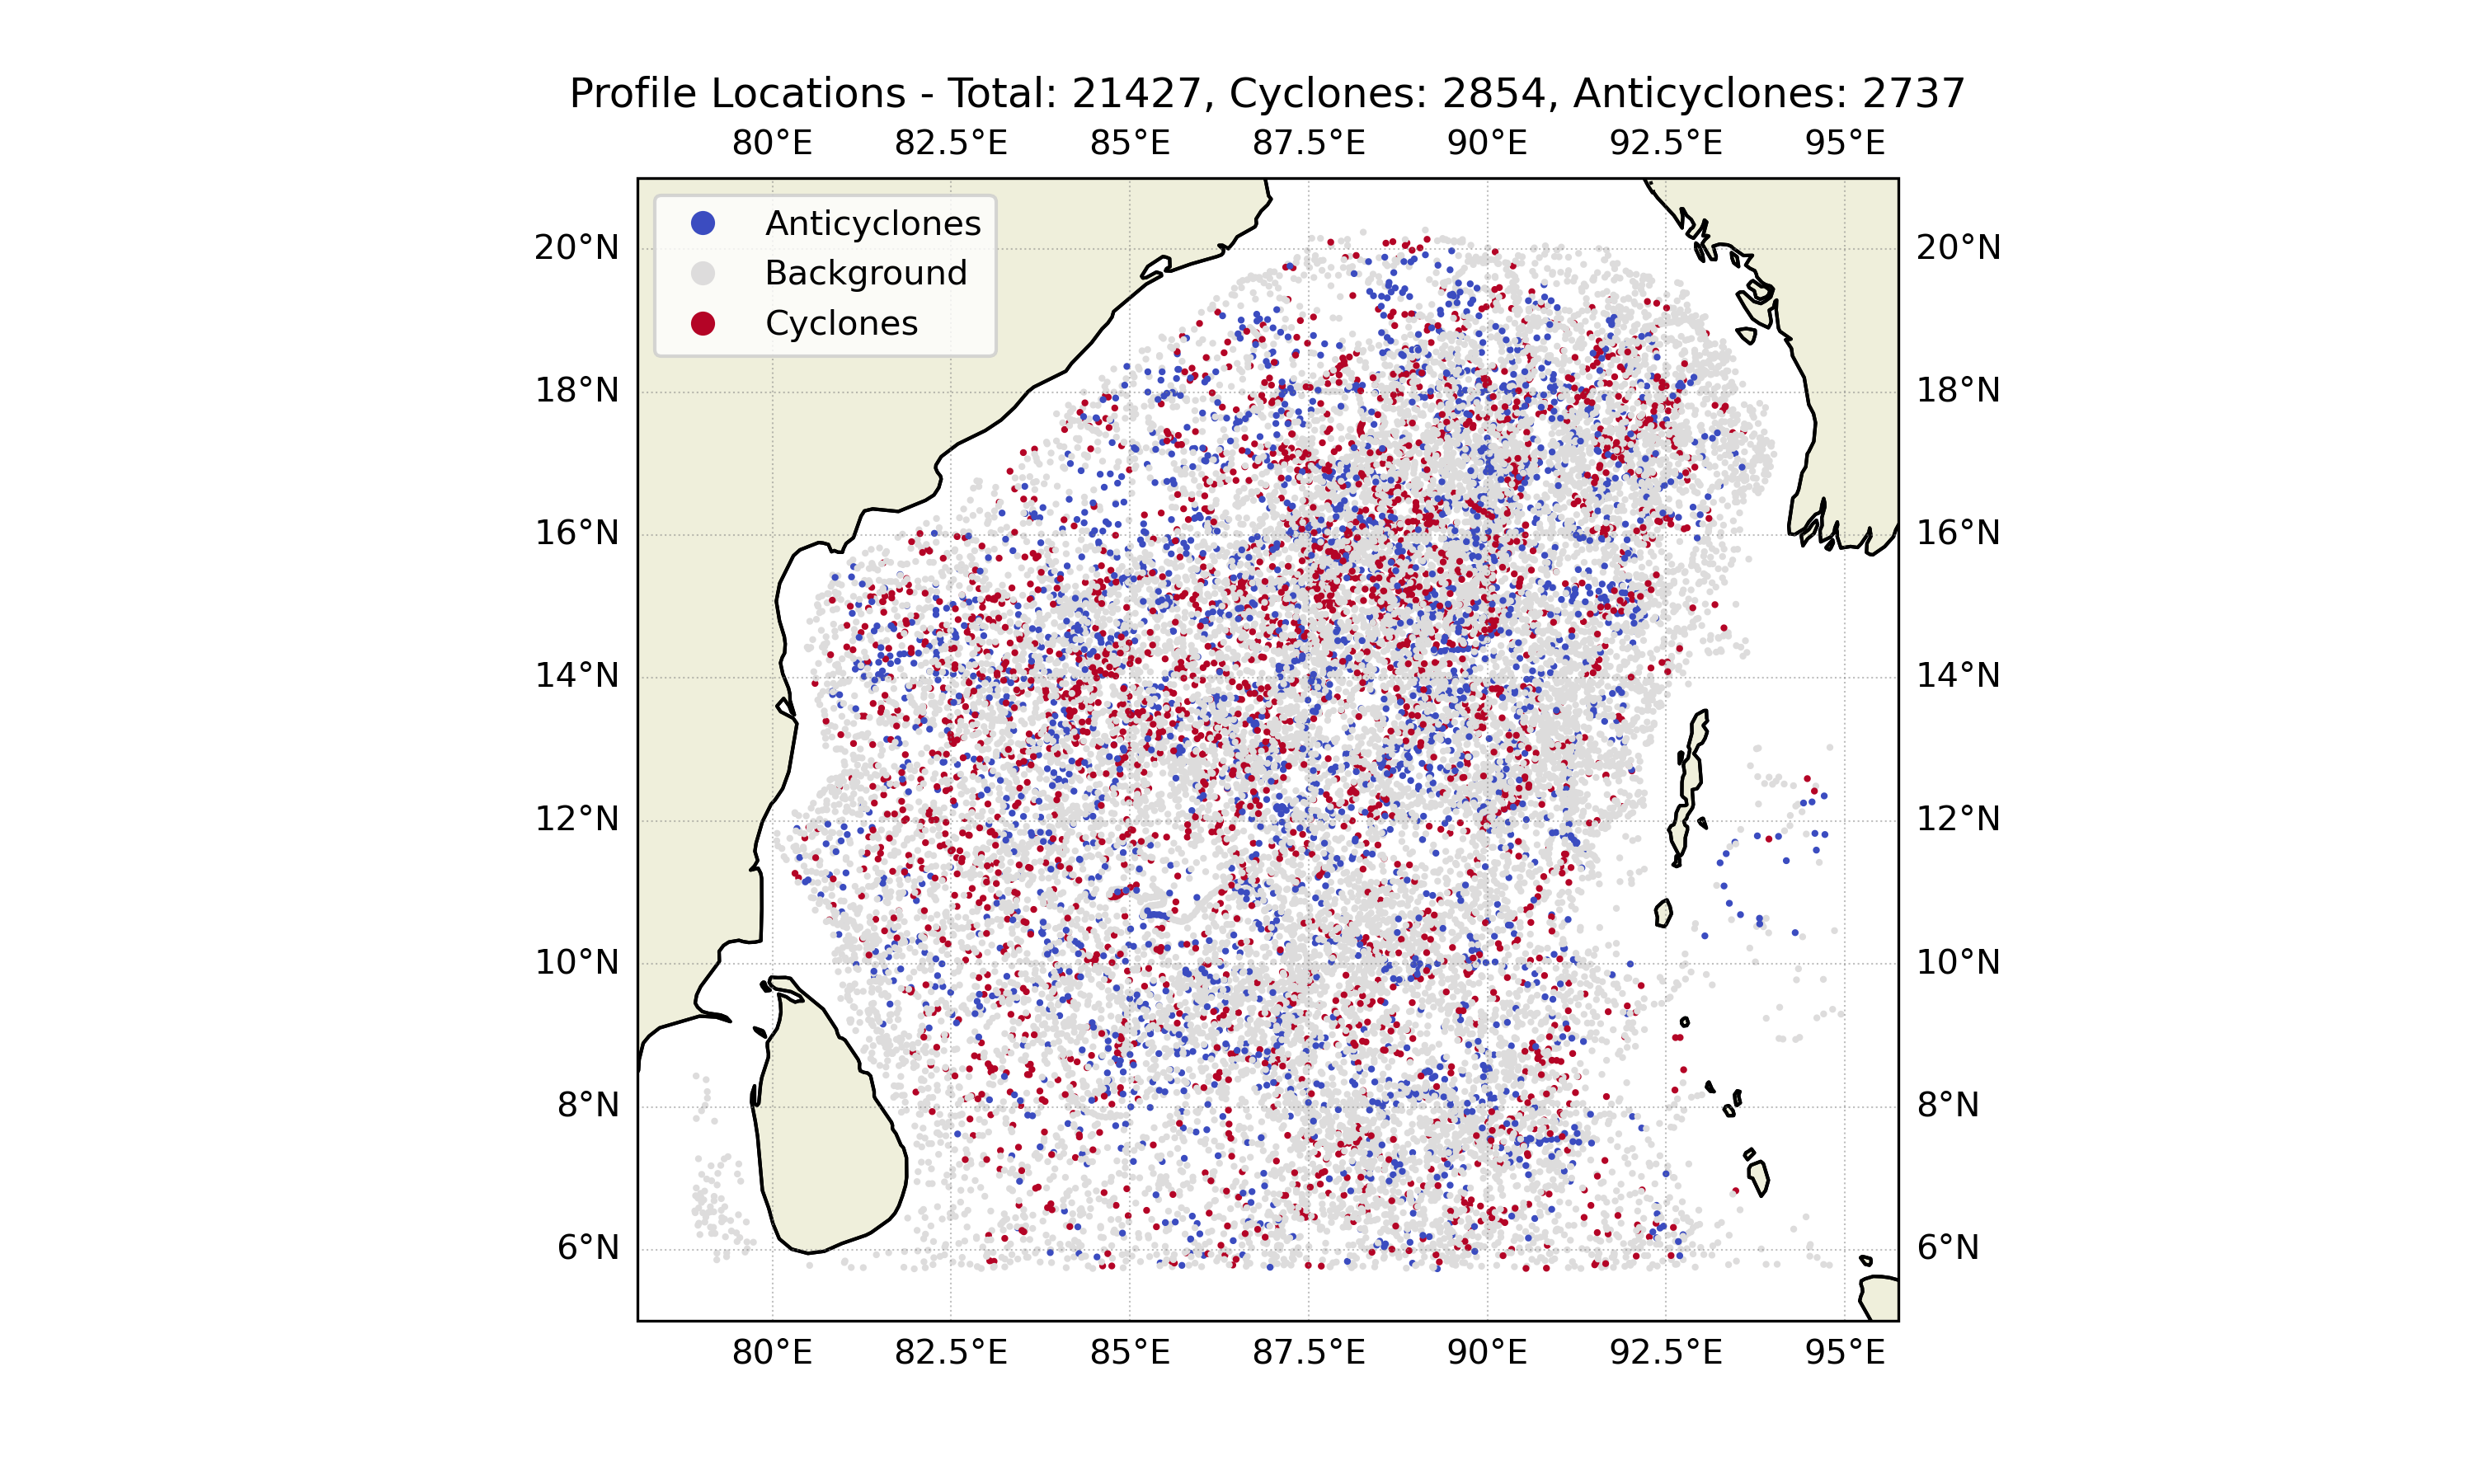 Profile Locations - Total: 21427, Cyclones: 2854, Anticyclones: 2737
80°E 82.5°E 85°E 87.5°E 90°E 92.5°E 95°E
Anticyclones
Background
Cyclones
20°N 20°N
18°N 18°N
16°N 16°N
14°N 14°N
12°N 12°N
10°N 10°N
8°N 8°N
6°N 6°N
80°E 82.5°E 85°E 87.5°E 90°E 92.5°E 95°E